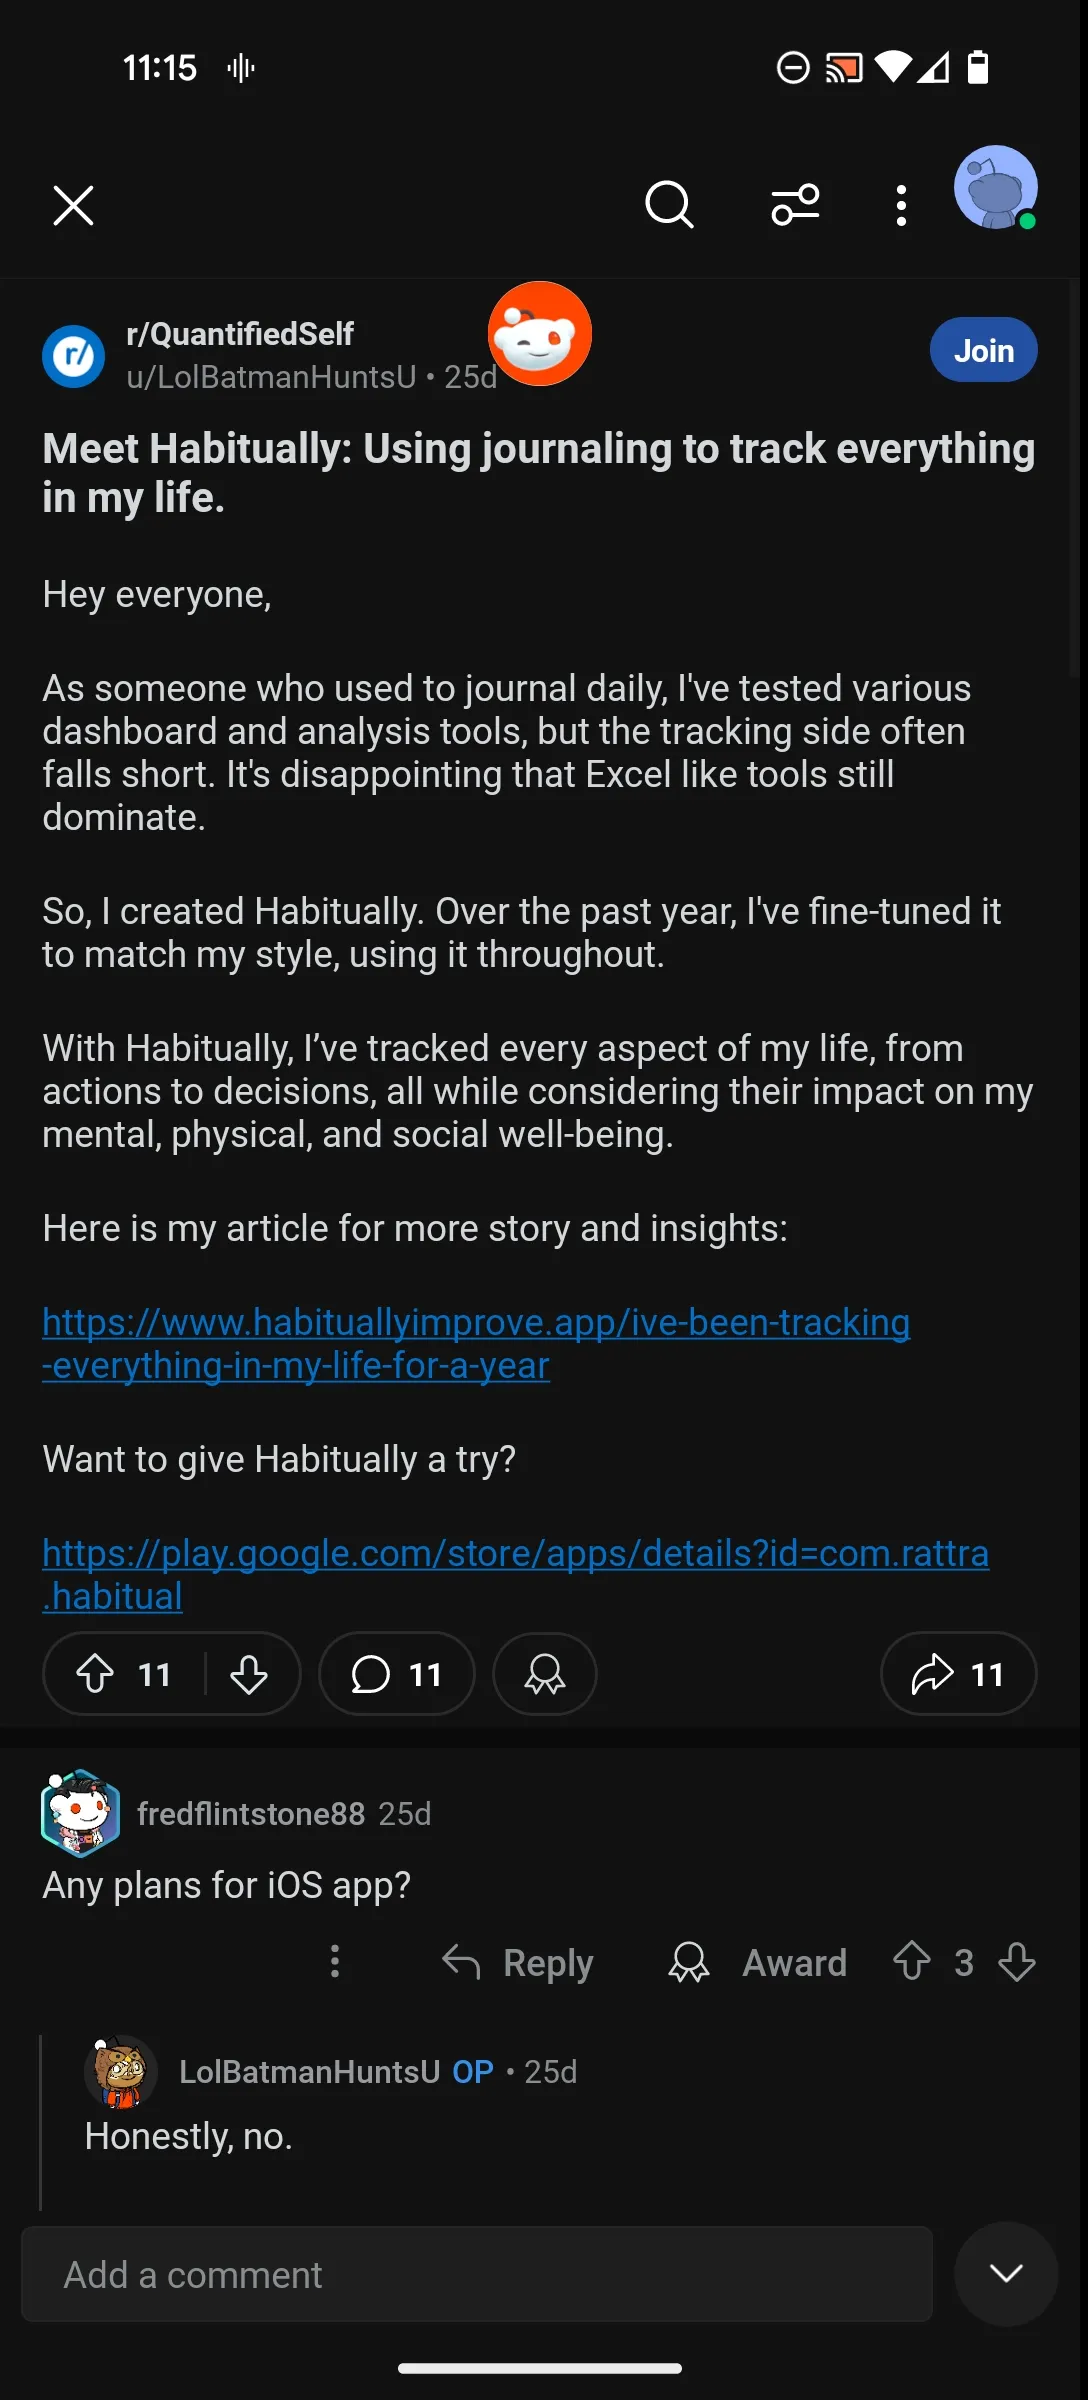 11:15
r/QuantifiedSelf
u/LolBatmanHuntsU • 25d
Join
Meet Habitually: Using journaling to track everything
in my life.
Hey everyone,
As someone who used to journal daily, I've tested various
dashboard and analysis tools, but the tracking side often
falls short. It's disappointing that Excel like tools still
dominate.
So, I created Habitually. Over the past year, I've fine-tuned it
to match my style, using it throughout.
With Habitually, I’ve tracked every aspect of my life, from
actions to decisions, all while considering their impact on my
mental, physical, and social well-being.
Here is my article for more story and insights:
https://www.habituallyimprove.app/ive-been-tracking
-everything-in-my-life-for-a-year
Want to give Habitually a try?
https://play.google.com/store/apps/details?id=com.rattra
.habitual
11 11 11
fredflintstone88 25d
Any plans for iOS app?
Reply Award 3
LolBatmanHuntsU OP • 25d
Honestly, no.
Add a comment